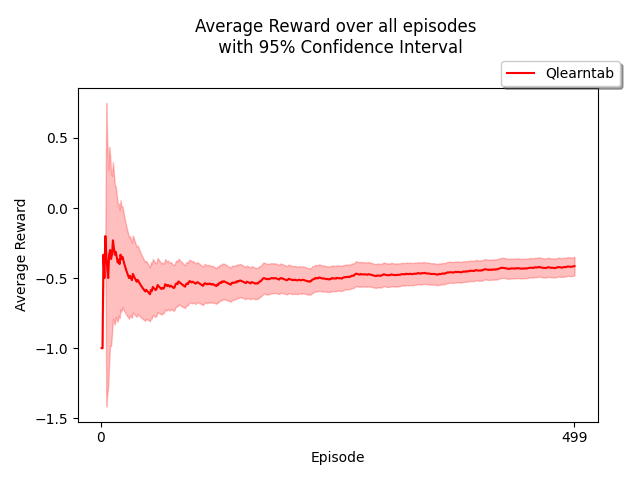 Average Reward over all episodes
with 95% Confidence Interval
Qlearntab
Average Reward
0.5
0.0
−0.5
−1.0
−1.5
0
499
Episode